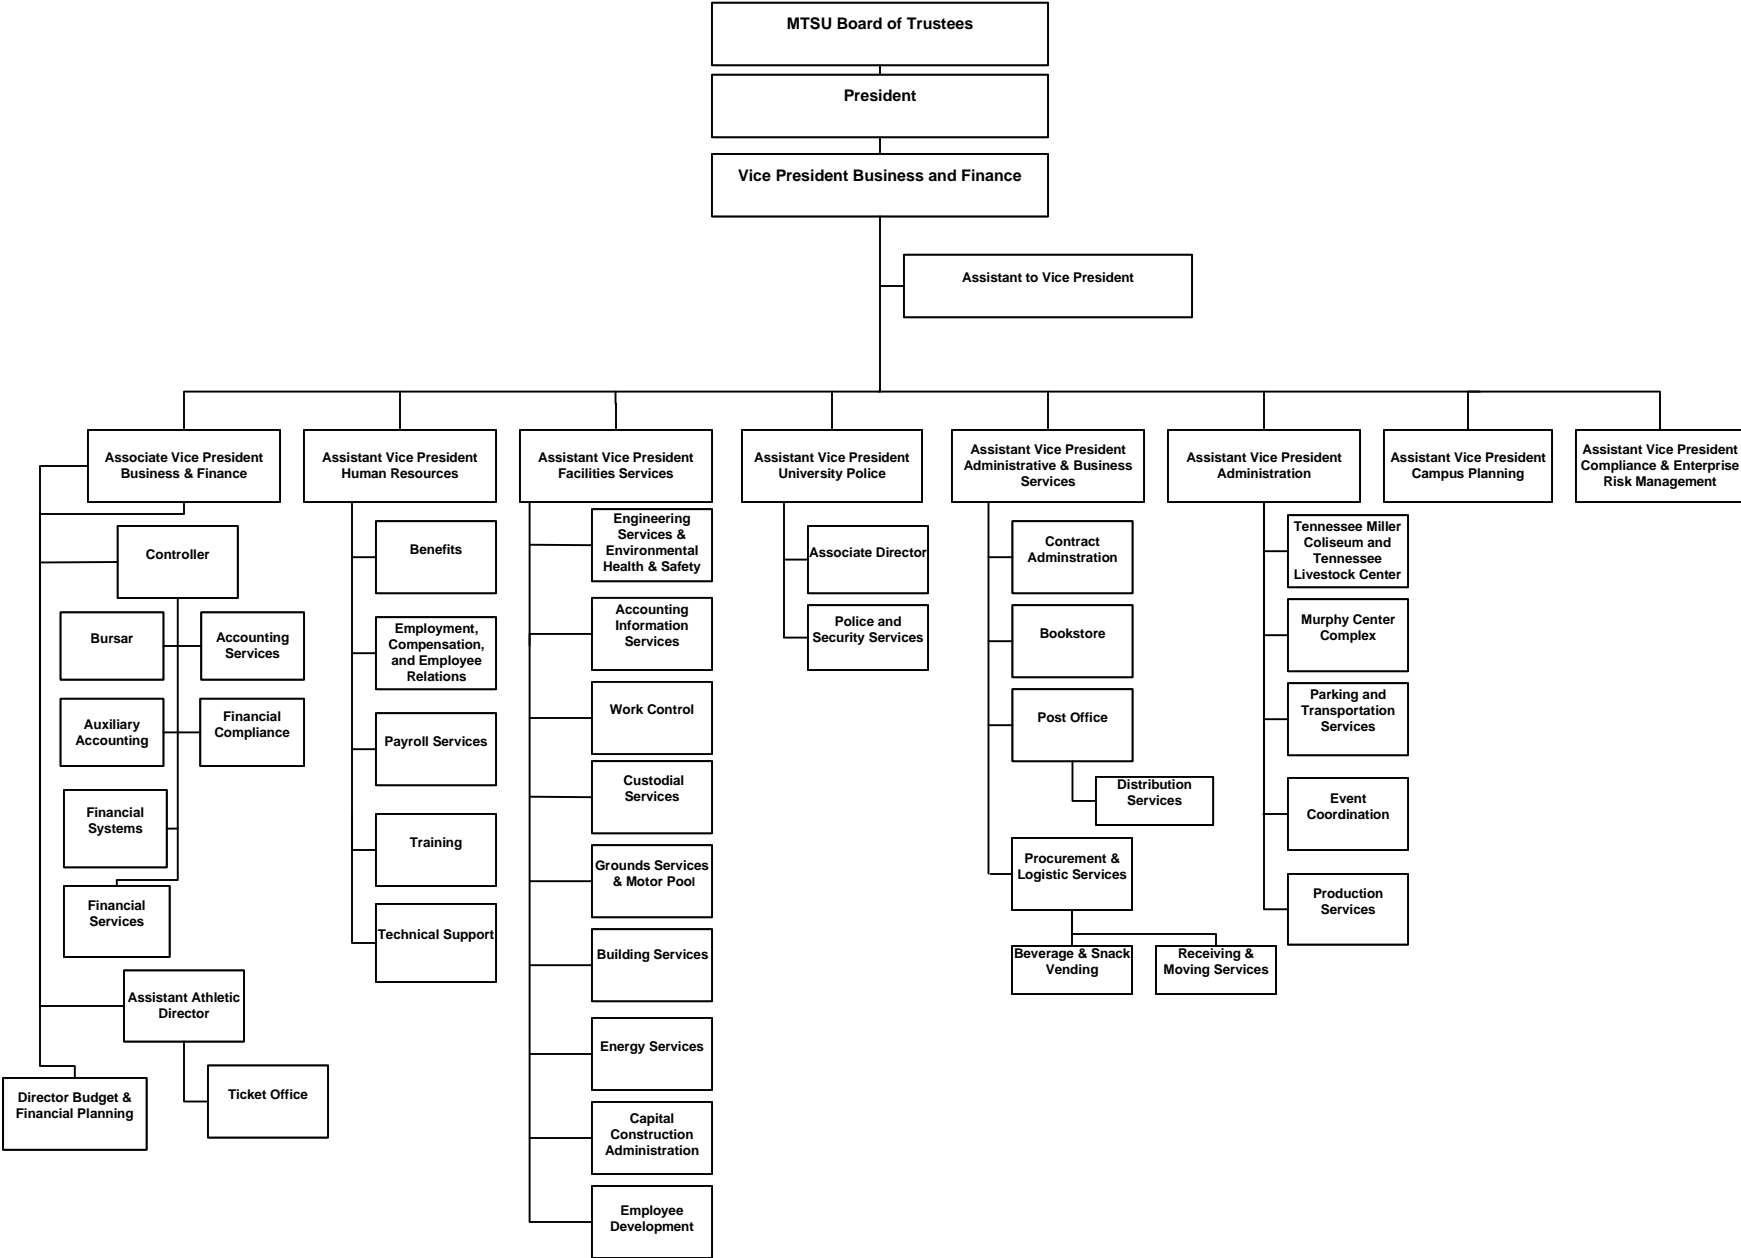 MTSU Board of Trustees
President
Vice President Business and Finance
Assistant to Vice President
Associate Vice President
Business & Finance
Assistant Vice President
Human Resources
Assistant Vice President
Facilities Services
Assistant Vice President
University Police
Assistant Vice President
Administrative & Business
Services
Assistant Vice President
Administration
Assistant Vice President
Campus Planning
Assistant Vice President
Compliance & Enterprise
Risk Management
Controller
Bursar
Accounting
Services
Auxiliary
Accounting
Financial
Compliance
Financial
Systems
Financial
Services
Assistant Athletic
Director
Director Budget &
Financial Planning
Ticket Office
Benefits
Employment,
Compensation,
and Employee
Relations
Payroll Services
Training
Technical Support
Engineering
Services &
Environmental
Health & Safety
Accounting
Information
Services
Work Control
Custodial
Services
Grounds Services
& Motor Pool
Building Services
Energy Services
Capital
Construction
Administration
Employee
Development
Associate Director
Police and
Security Services
Contract
Adminstration
Bookstore
Post Office
Distribution
Services
Procurement &
Logistic Services
Beverage & Snack
Vending
Receiving &
Moving Services
Tennessee Miller
Coliseum and
Tennessee
Livestock Center
Murphy Center
Complex
Parking and
Transportation
Services
Event
Coordination
Production
Services